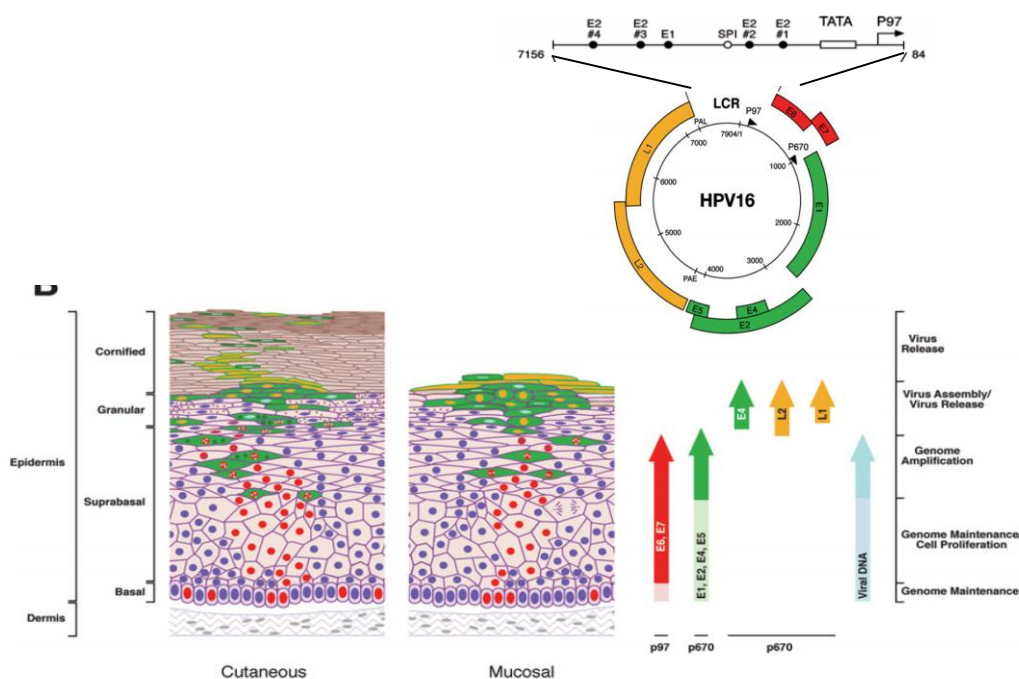 E2 E2 E2 E2 TATA P97
#4 #3 E1 SPI #2 #1
7156 84
LCR
P97
E6
E7
PAL
7904/1
7000
P670
1000
L1
E1
6000
HPV16
2000
5000
L2
3000
PAE
4000
E5
E4
E2
Cornified
Granular
Epidermis
Suprabasal
Basal
Dermis
Cutaneous
Mucosal
E6, E7
E1, E2, E4, E5
E4
L2
L1
Viral DNA
p97
p670
p670
Virus
Release
Virus Assembly/
Virus Release
Genome
Amplification
Genome Maintenance/
Cell Proliferation
Genome Maintenance